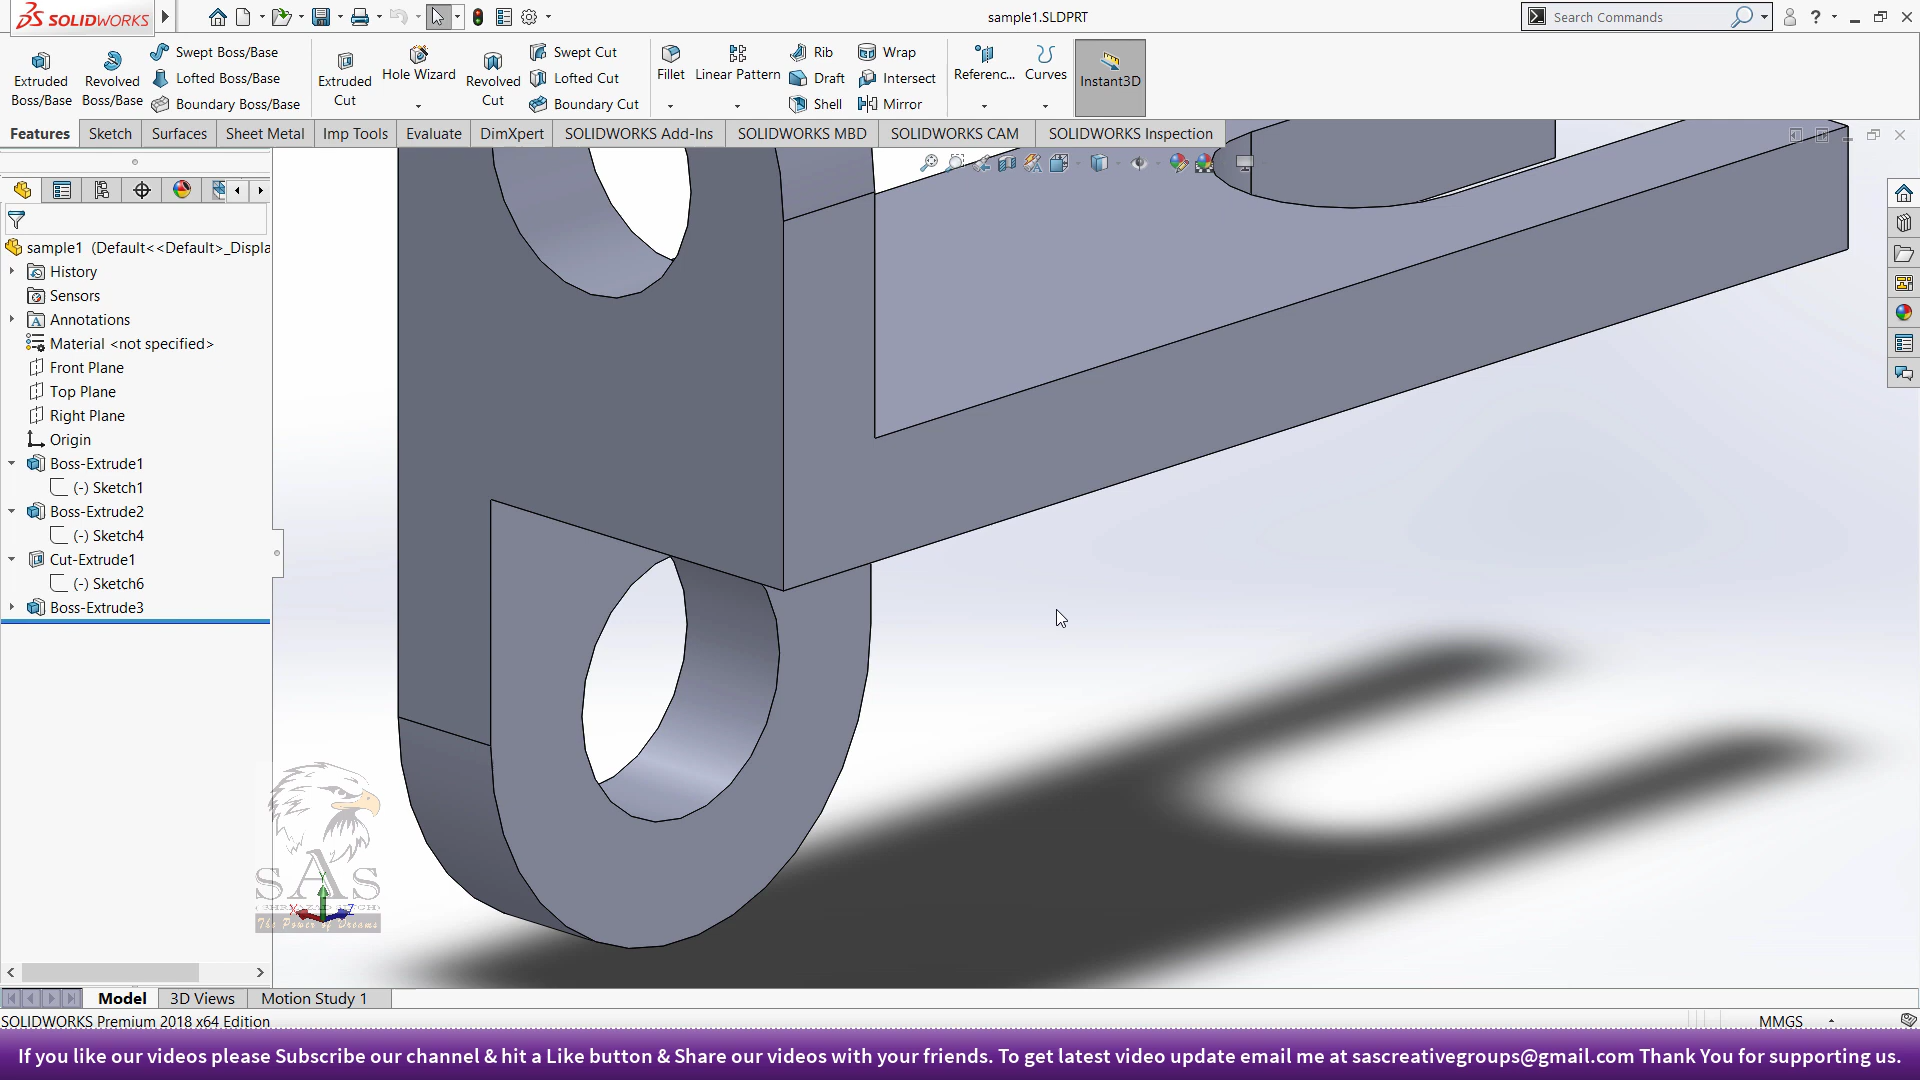 SOLIDWORKS
sample1.SLDPRT
Search Commands
?
Extruded Boss/Base
Revolved Boss/Base
Swept Boss/Base
Lofted Boss/Base
Boundary Boss/Base
Extruded Cut
Hole Wizard
Revolved Cut
Swept Cut
Lofted Cut
Boundary Cut
Fillet
Linear Pattern
Rib
Draft
Shell
Wrap
Intersect
Mirror
Referenc...
Curves
Instant3D
Features
Sketch
Surfaces
Sheet Metal
Imp Tools
Evaluate
DimXpert
SOLIDWORKS Add-Ins
SOLIDWORKS MBD
SOLIDWORKS CAM
SOLIDWORKS Inspection
sample1 (Default<<Default>_Displa
History
Sensors
Annotations
Material <not specified>
Front Plane
Top Plane
Right Plane
Origin
Boss-Extrude1
(-) Sketch1
Boss-Extrude2
(-) Sketch4
Cut-Extrude1
(-) Sketch6
Boss-Extrude3
SAS
The Power of Dreams
Model
3D Views
Motion Study 1
SOLIDWORKS Premium 2018 x64 Edition
MMGS
If you like our videos please Subscribe our channel & hit a Like button & Share our videos with your friends. To get latest video update email me at sascreativegroups@gmail.com Thank You for supporting us.